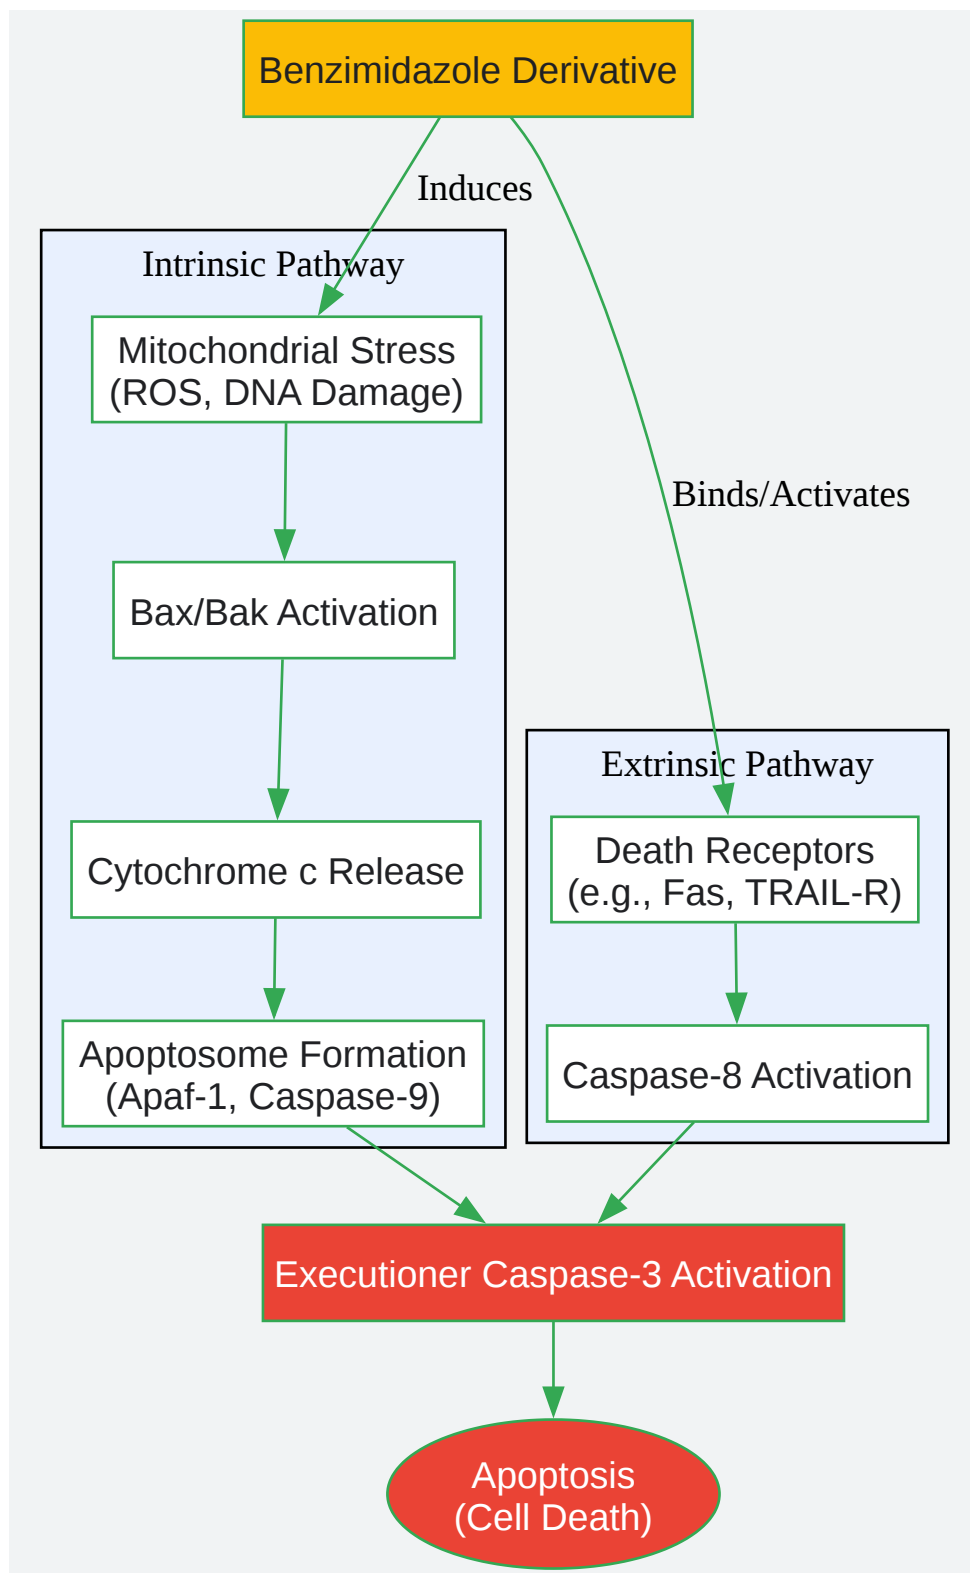 Benzimidazole Derivative
Induces
Intrinsic Pathway
Mitochondrial Stress
(ROS, DNA Damage)
Binds/Activates
Bax/Bak Activation
Extrinsic Pathway
Cytochrome c Release
Death Receptors
(e.g., Fas, TRAIL-R)
Apoptosome Formation
(Apaf-1, Caspase-9)
Caspase-8 Activation
Executioner Caspase-3 Activation
Apoptosis
(Cell Death)